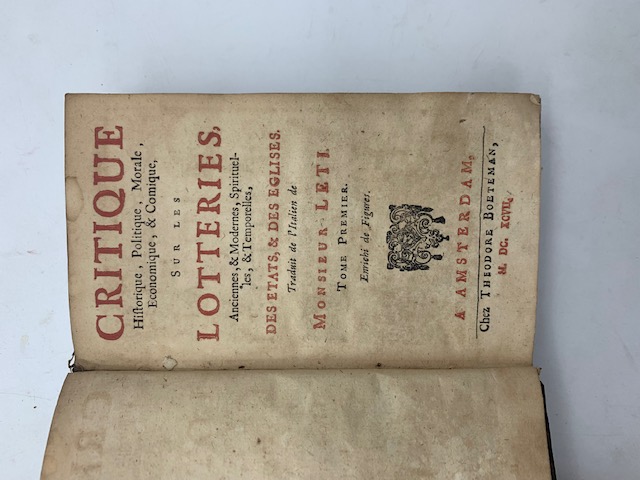 CRITIQUE
Hiſtorique, Politique, Morale,
Economique, & Comique,
SUR LES
LOTTERIES,
Anciennes, & Modernes, Spirituel-
les, & Temporelles,
DES ETATS, & DES EGLISES.
Traduit de l'Italien de
MONSIEUR LETI.
TOME PREMIER.
Enrichi de Figures.
A AMSTERDAM,
Chez THEODORE BOETEMAN,
M. DC. XCVII.